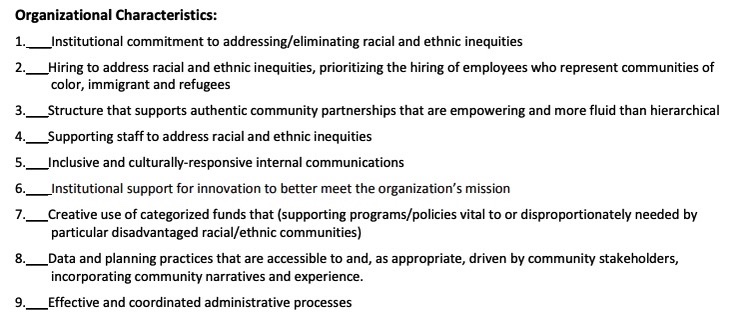 Organizational Characteristics:
1.___Institutional commitment to addressing/eliminating racial and ethnic inequities
2.___Hiring to address racial and ethnic inequities, prioritizing the hiring of employees who represent communities of
color, immigrant and refugees
3.___Structure that supports authentic community partnerships that are empowering and more fluid than hierarchical
4.___Supporting staff to address racial and ethnic inequities
5.___Inclusive and culturally-responsive internal communications
6.___Institutional support for innovation to better meet the organization’s mission
7.___Creative use of categorized funds that (supporting programs/policies vital to or disproportionately needed by
particular disadvantaged racial/ethnic communities)
8.___Data and planning practices that are accessible to and, as appropriate, driven by community stakeholders,
incorporating community narratives and experience.
9.___Effective and coordinated administrative processes